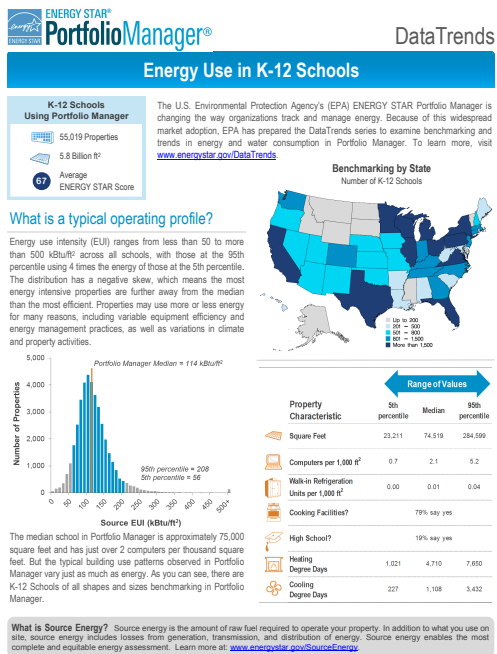 ENERGY STAR®
PortfolioManager®
ENERGY STAR
DataTrends
Energy Use in K-12 Schools
K-12 Schools
Using Portfolio Manager
55,019 Properties
5.8 Billion ft²
67
Average
ENERGY STAR Score
The U.S. Environmental Protection Agency's (EPA) ENERGY STAR Portfolio Manager is
changing the way organizations track and manage energy. Because of this widespread
market adoption, EPA has prepared the DataTrends series to examine benchmarking and
trends in energy and water consumption in Portfolio Manager. To learn more, visit
www.energystar.gov/DataTrends.
What is a typical operating profile?
Energy use intensity (EUI) ranges from less than 50 to more
than 500 kBtu/ft² across all schools, with those at the 95th
percentile using 4 times the energy of those at the 5th percentile.
The distribution has a negative skew, which means the most
energy intensive properties are further away from the median
than the most efficient. Properties may use more or less energy
for many reasons, including variable equipment efficiency and
energy management practices, as well as variations in climate
and property activities.
Benchmarking by State
Number of K-12 Schools
Up to 200
201 - 500
501 - 800
801 - 1,500
More than 1,500
Number of Properties
5,000
4,000
3,000
2,000
1,000
0
Portfolio Manager Median = 114 kBtu/ft²
95th percentile = 208
5th percentile = 56
0 50 100 150 200 250 300 350 400 450 500+
Source EUI (kBtu/ft²)
The median school in Portfolio Manager is approximately 75,000
square feet and has just over 2 computers per thousand square
feet. But the typical building use patterns observed in Portfolio
Manager vary just as much as energy. As you can see, there are
K-12 Schools of all shapes and sizes benchmarking in Portfolio
Manager.
Range of Values
Property Characteristic 5th percentile Median 95th percentile
Square Feet 23,211 74,519 284,599
Computers per 1,000 ft² 0.7 2.1 5.2
Walk-in Refrigeration Units per 1,000 ft² 0.00 0.01 0.04
Cooking Facilities? 79% say yes
High School? 19% say yes
Heating Degree Days 1,021 4,710 7,650
Cooling Degree Days 227 1,108 3,432
What is Source Energy? Source energy is the amount of raw fuel required to operate your property. In addition to what you use on
site, source energy includes losses from generation, transmission, and distribution of energy. Source energy enables the most
complete and equitable energy assessment. Learn more at: www.energystar.gov/SourceEnergy.